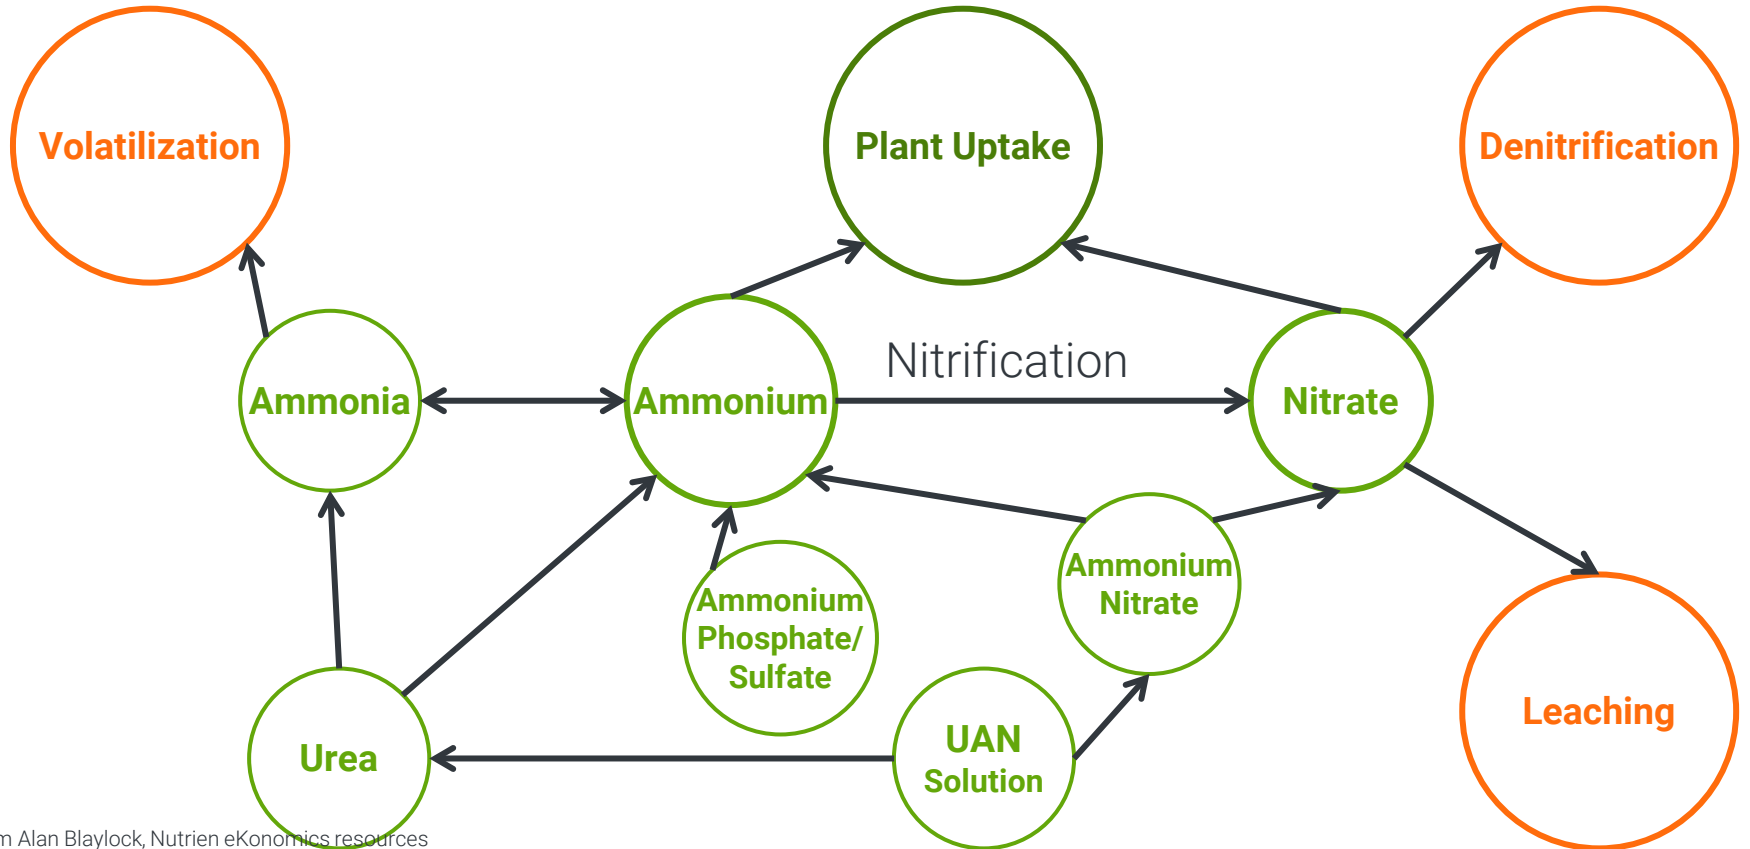 Volatilization
Plant Uptake
Denitrification
Nitrification
Ammonia
Ammonium
Nitrate
Ammonium
Nitrate
Ammonium
Phosphate/
Sulfate
Urea
UAN
Solution
Leaching
Alan Blaylock, Nutrien eKonomics resources